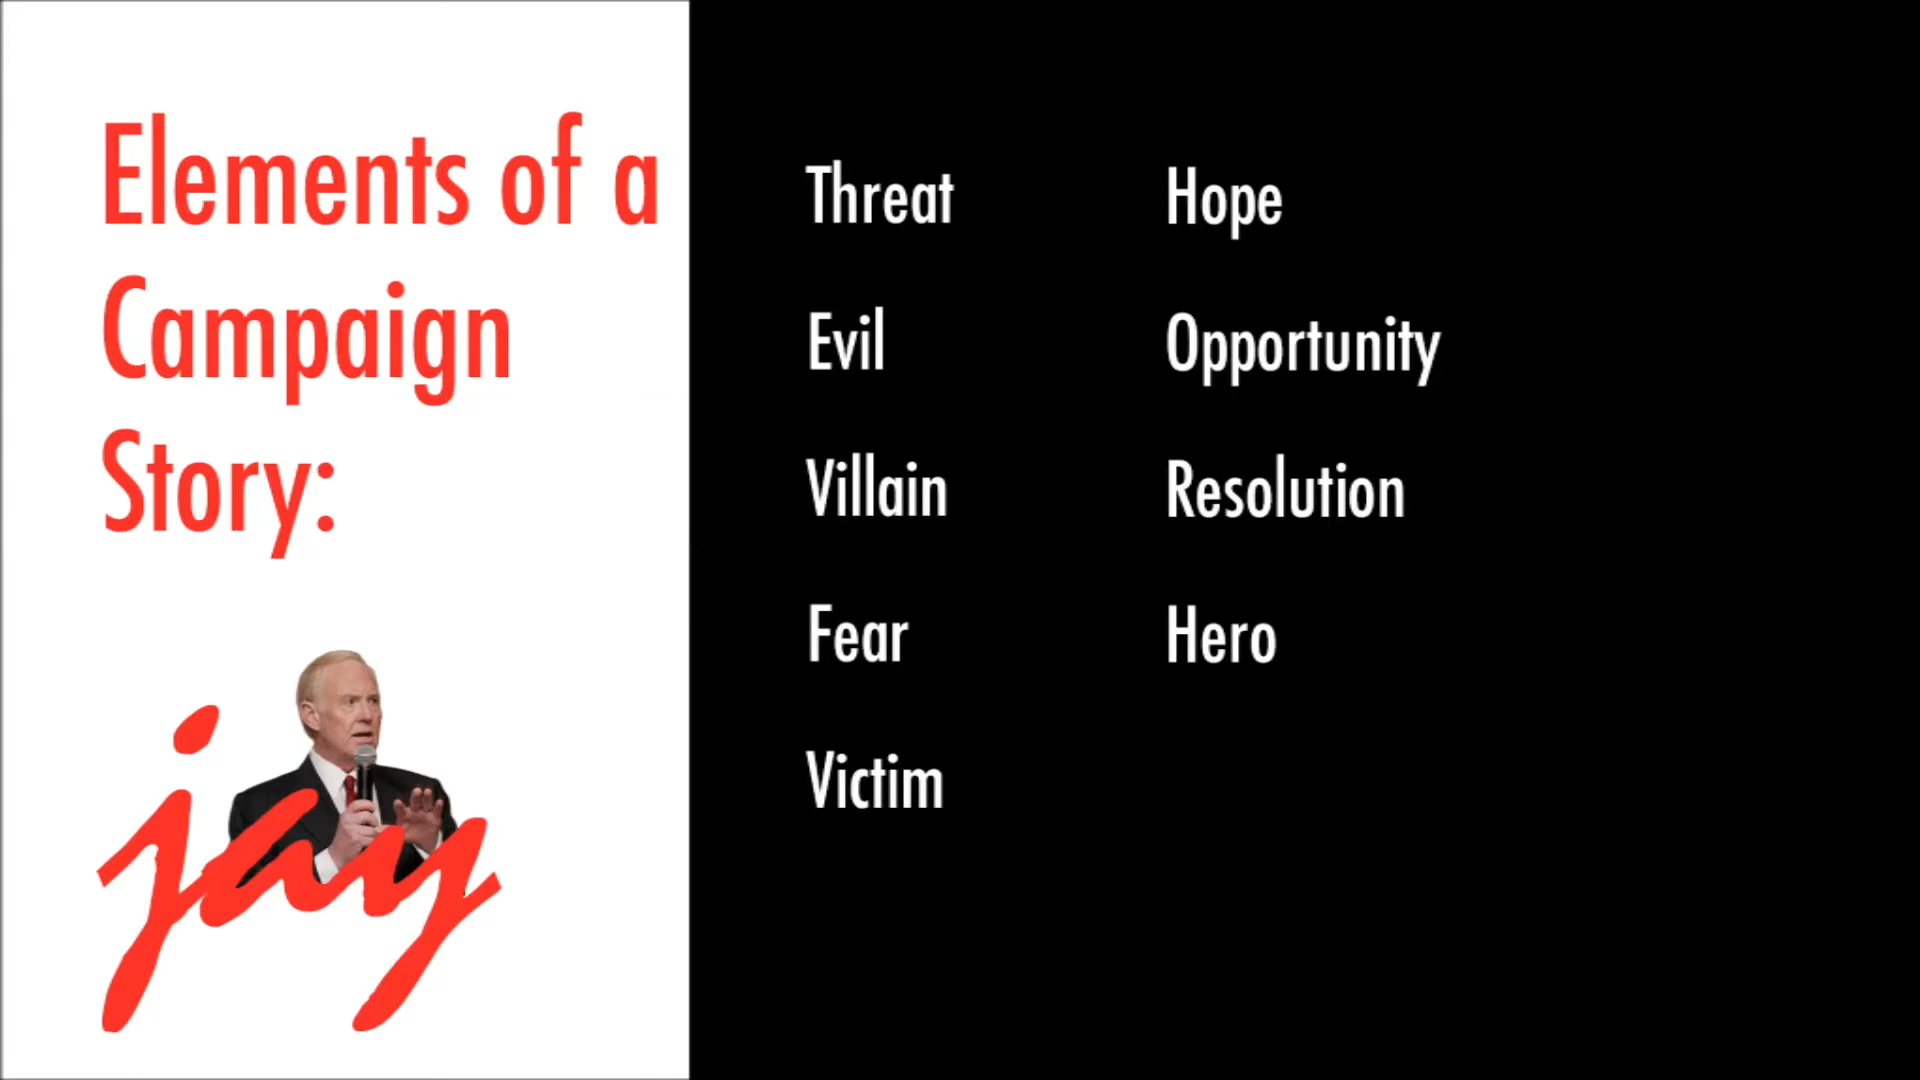 Elements of a
Campaign
Story:
jay
Threat
Evil
Villain
Fear
Victim
Hope
Opportunity
Resolution
Hero